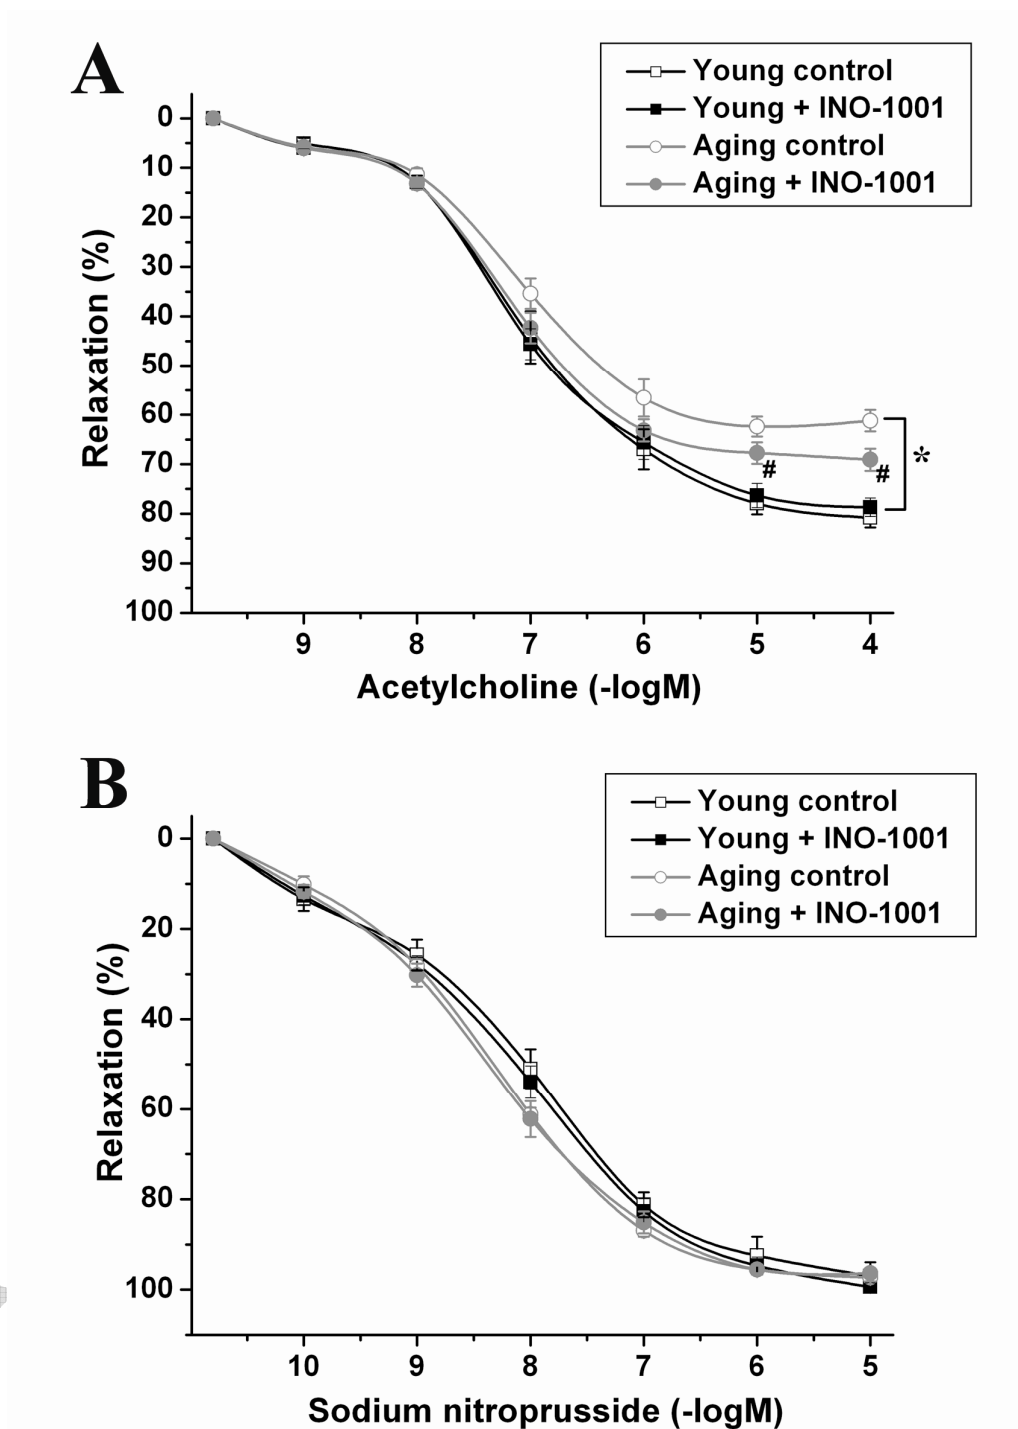 A
Young control
Young + INO-1001
Aging control
Aging + INO-1001
0
10
20
30
40
50
60
70
80
90
100
Relaxation (%)
#
#
*
9 8 7 6 5 4
Acetylcholine (-logM)
B
Young control
Young + INO-1001
Aging control
Aging + INO-1001
0
20
40
60
80
100
Relaxation (%)
10 9 8 7 6 5
Sodium nitroprusside (-logM)